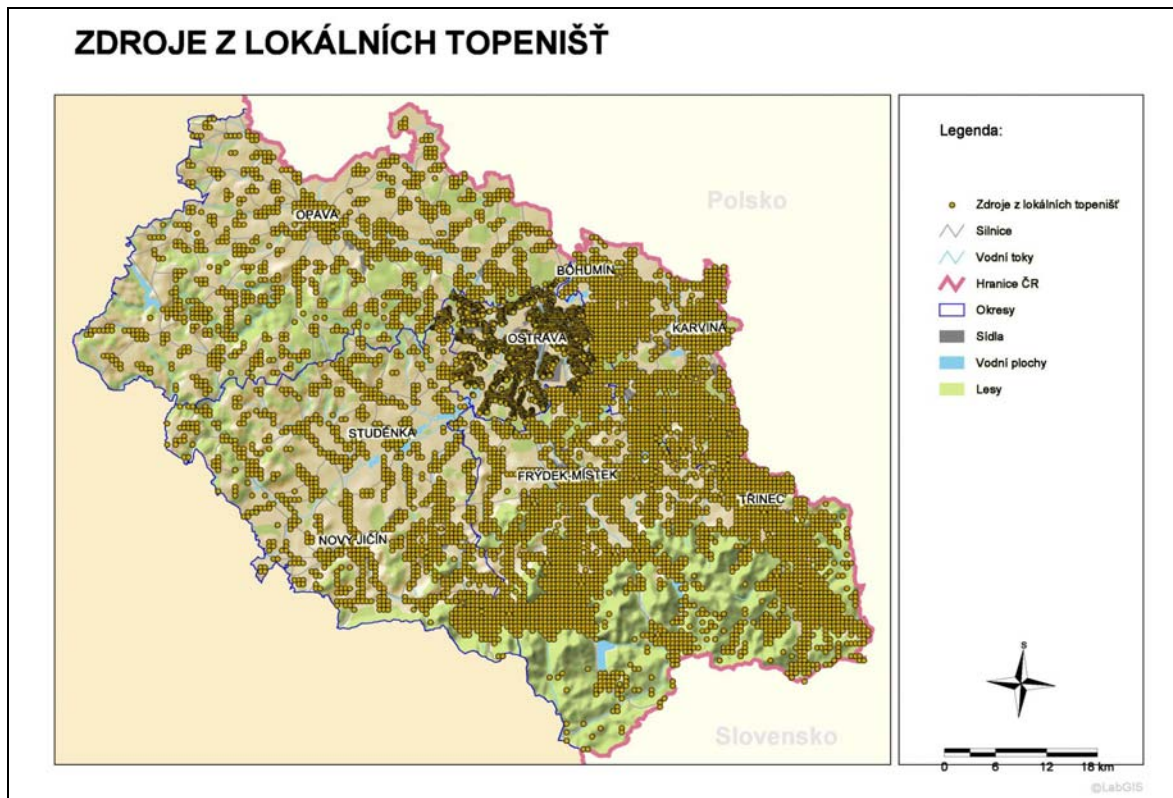 ZDROJE Z LOKÁLNÍCH TOPENIŠŤ
Polsko
OPAVA
BOHUMÍN
KARVINÁ
OSTRAVA
STUDÉNKA
FRÝDEK-MÍSTEK
TŘINEC
NOVÝ JIČÍN
Slovensko
Legenda:
Zdroje z lokálních topenišť
Silnice
Vodní toky
Hranice ČR
Okresy
Sídla
Vodní plochy
Lesy
S
0 6 12 18 km
©LabGIS